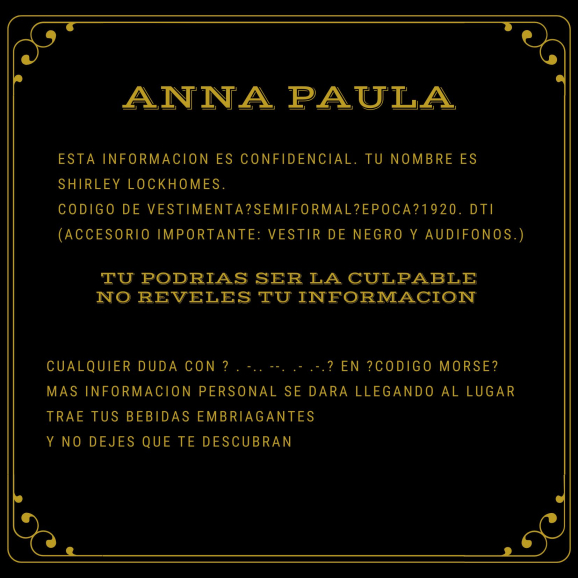 ANNA PAULA
ESTA INFORMACION ES CONFIDENCIAL. TU NOMBRE ES
SHIRLEY LOCKHOMES.
CODIGO DE VESTIMENTA?SEMIFORMAL?EPOCA?1920. DTI
(ACCESORIO IMPORTANTE: VESTIR DE NEGRO Y AUDIFONOS.)
TU PODRIAS SER LA CULPABLE
NO REVELES TU INFORMACION
CUALQUIER DUDA CON ? . -.. --. .- .-.? EN ?CODIGO MORSE?
MAS INFORMACION PERSONAL SE DARA LLEGANDO AL LUGAR
TRAE TUS BEBIDAS EMBRIAGANTES
Y NO DEJES QUE TE DESCUBRAN